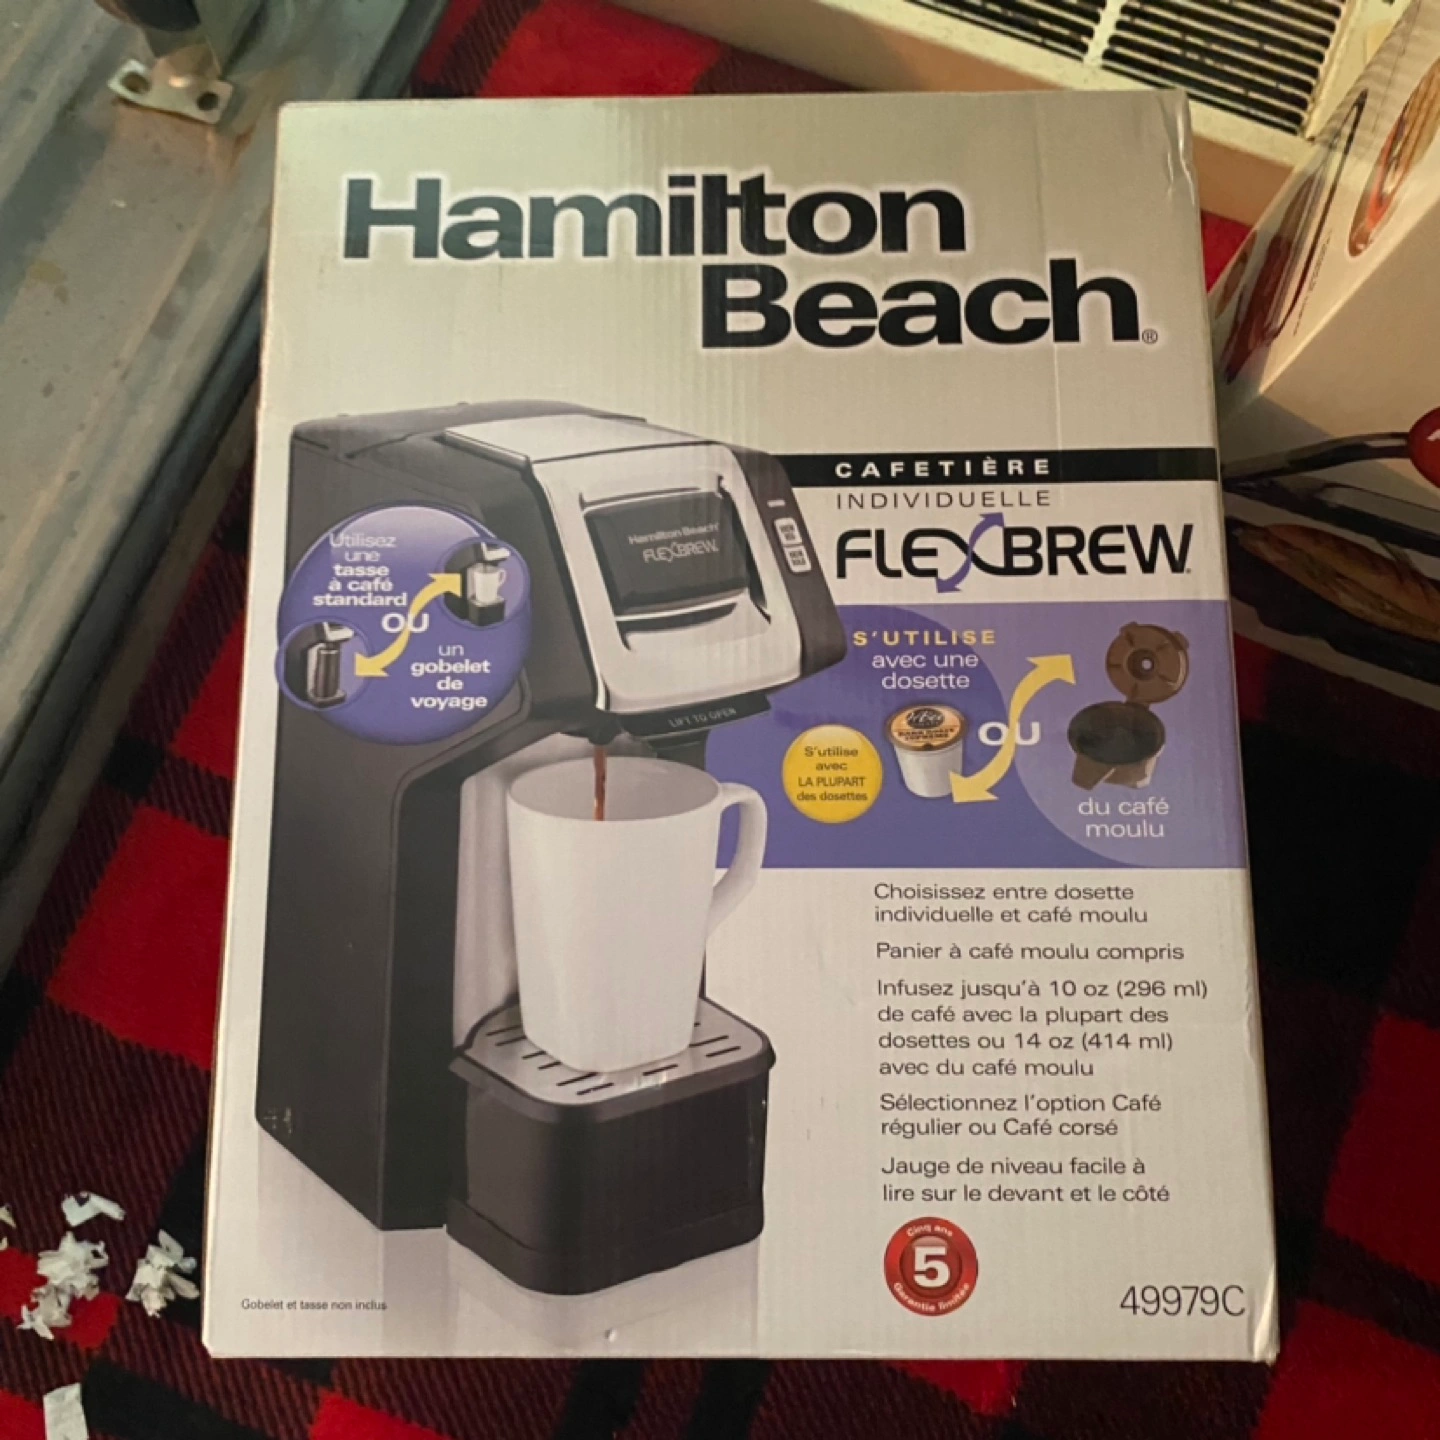 Hamilton
Beach®
CAFETIÈRE
INDIVIDUELLE
FLEXBREW
Utilisez
une
tasse
à café
standard
OU
un
gobelet
de
voyage
Hamilton Beach
FLEXBREW
LIFT TO OPEN
S'UTILISE
avec une
dosette
OU
S'utilise
avec
LA PLUPART
des dosettes
du café
moulu
Choisissez entre dosette
individuelle et café moulu
Panier à café moulu compris
Infusez jusqu'à 10 oz (296 ml)
de café avec la plupart des
dosettes ou 14 oz (414 ml)
avec du café moulu
Sélectionnez l'option Café
régulier ou Café corsé
Jauge de niveau facile à
lire sur le devant et le côté
Cinq ans
5
Garantie limitée
Gobelet et tasse non inclus
49979C